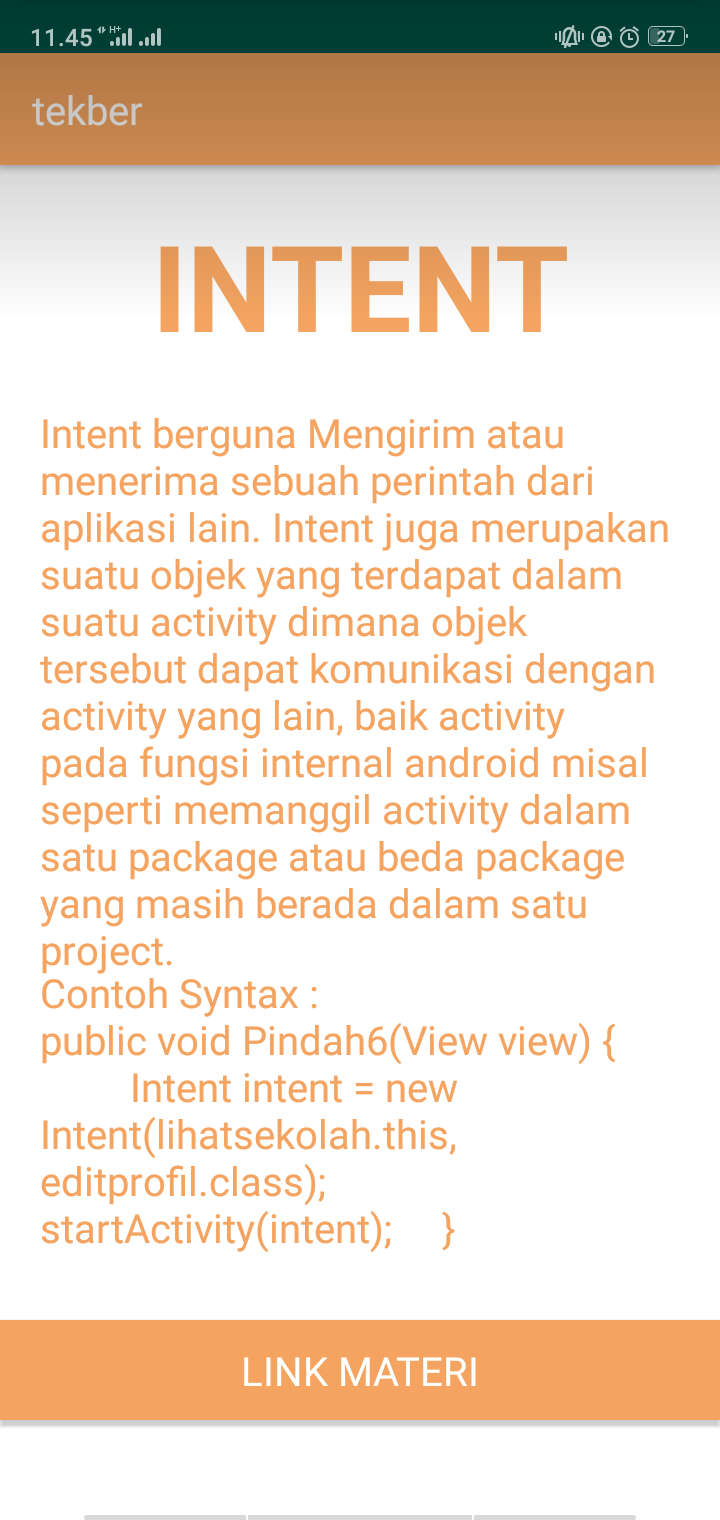 11.45 H+ 27
tekber
INTENT
Intent berguna Mengirim atau
menerima sebuah perintah dari
aplikasi lain. Intent juga merupakan
suatu objek yang terdapat dalam
suatu activity dimana objek
tersebut dapat komunikasi dengan
activity yang lain, baik activity
pada fungsi internal android misal
seperti memanggil activity dalam
satu package atau beda package
yang masih berada dalam satu
project.
Contoh Syntax :
public void Pindah6(View view) {
Intent intent = new
Intent(lihatsekolah.this,
editprofil.class);
startActivity(intent); }
LINK MATERI